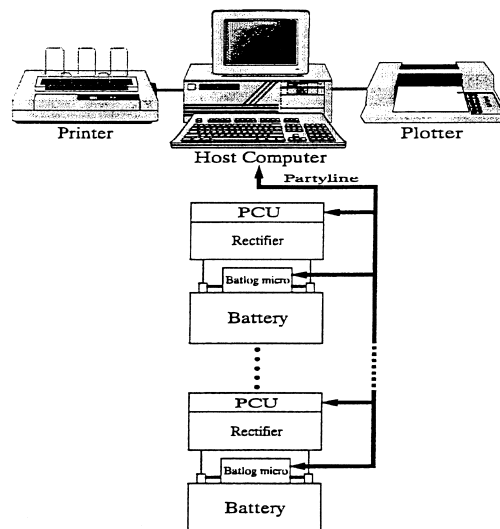 Printer
Plotter
Host Computer
Partyline
PCU
Rectifier
Batlog micro
Battery
PCU
Rectifier
Batlog micro
Battery